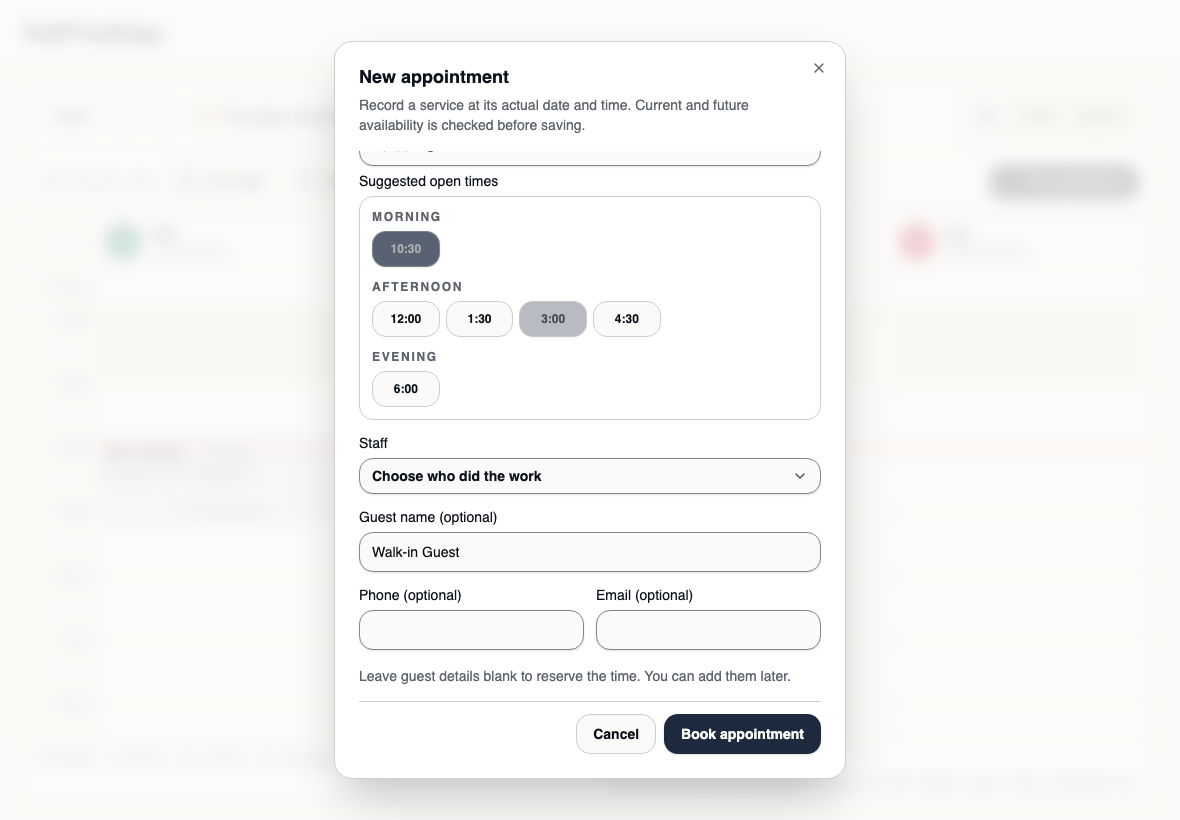 New appointment
Record a service at its actual date and time. Current and future
availability is checked before saving.
Suggested open times
MORNING
10:30
AFTERNOON
12:00 1:30 3:00 4:30
EVENING
6:00
Staff
Choose who did the work
Guest name (optional)
Walk-in Guest
Phone (optional) Email (optional)
Leave guest details blank to reserve the time. You can add them later.
Cancel Book appointment